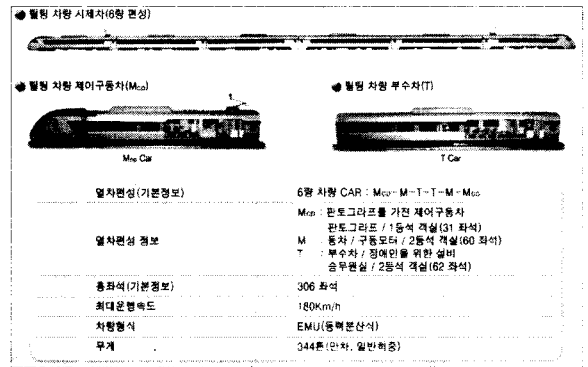 틸팅 차량 시제차(6량 편성)
틸팅 차량 제어구동차(Mcp)
틸팅 차량 부수차(T)
Mcp Car
T Car
열차편성(기본정보) 6량 차량 CAR : Mcp-M-T-T-M-Mcp
열차편성 정보
Mcp : 판토그라프를 가진 제어구동차
판토그라프 / 1등석 객실(31 좌석)
M : 동차 / 구동모터 / 2등석 객실(60 좌석)
T : 부수차 / 장애인을 위한 설비
승무원실 / 2등석 객실(62 좌석)
총좌석(기본정보) 306 좌석
최대운행속도 180Km/h
차량형식 EMU(동력분산식)
무게 344톤(만차, 일반하중)